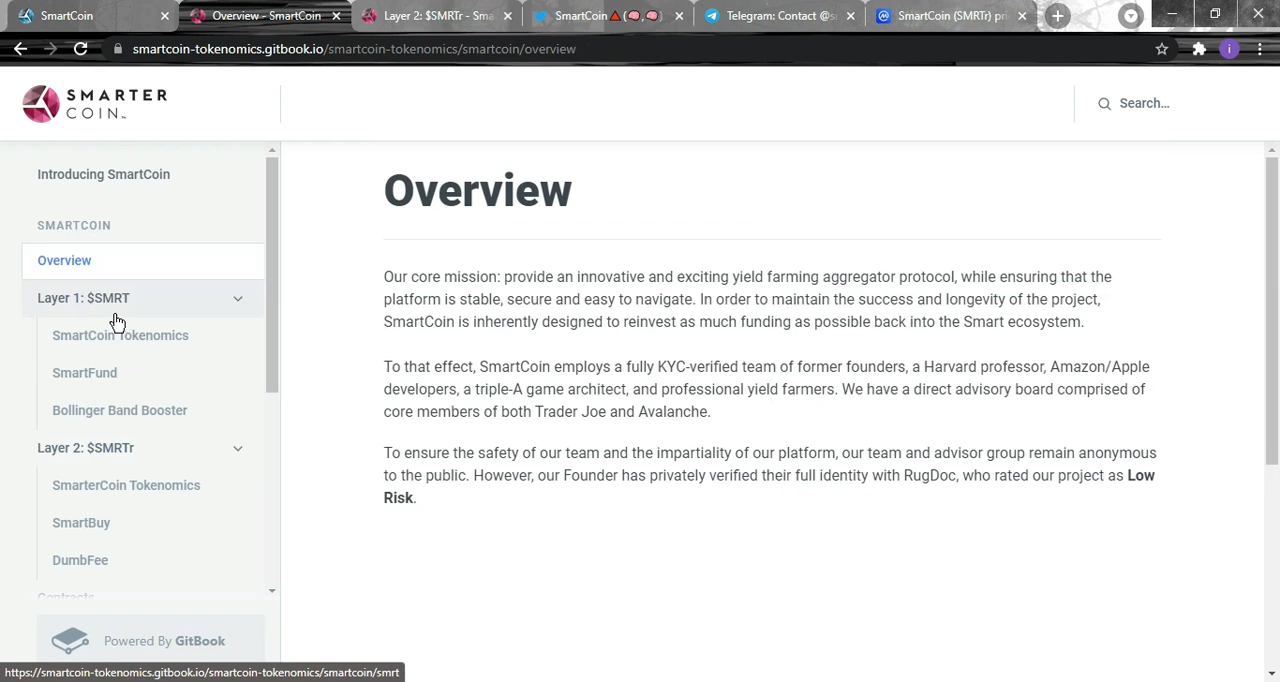 SmartCoin
Overview - SmartCoin
Layer 2: $SMRTr - Sma
SmartCoin🔺(🧠🧠)
Telegram: Contact @s
SmartCoin (SMRTr) pri
smartcoin-tokenomics.gitbook.io/smartcoin-tokenomics/smartcoin/overview
i
SMARTER
COIN™
Search…
Introducing SmartCoin
SMARTCOIN
Overview
Layer 1: $SMRT
SmartCoin Tokenomics
SmartFund
Bollinger Band Booster
Layer 2: $SMRTr
SmarterCoin Tokenomics
SmartBuy
DumbFee
Contracts
Powered By GitBook
https://smartcoin-tokenomics.gitbook.io/smartcoin-tokenomics/smartcoin/smrt
Overview
Our core mission: provide an innovative and exciting yield farming aggregator protocol, while ensuring that the
platform is stable, secure and easy to navigate. In order to maintain the success and longevity of the project,
SmartCoin is inherently designed to reinvest as much funding as possible back into the Smart ecosystem.
To that effect, SmartCoin employs a fully KYC-verified team of former founders, a Harvard professor, Amazon/Apple
developers, a triple-A game architect, and professional yield farmers. We have a direct advisory board comprised of
core members of both Trader Joe and Avalanche.
To ensure the safety of our team and the impartiality of our platform, our team and advisor group remain anonymous
to the public. However, our Founder has privately verified their full identity with RugDoc, who rated our project as Low
Risk.